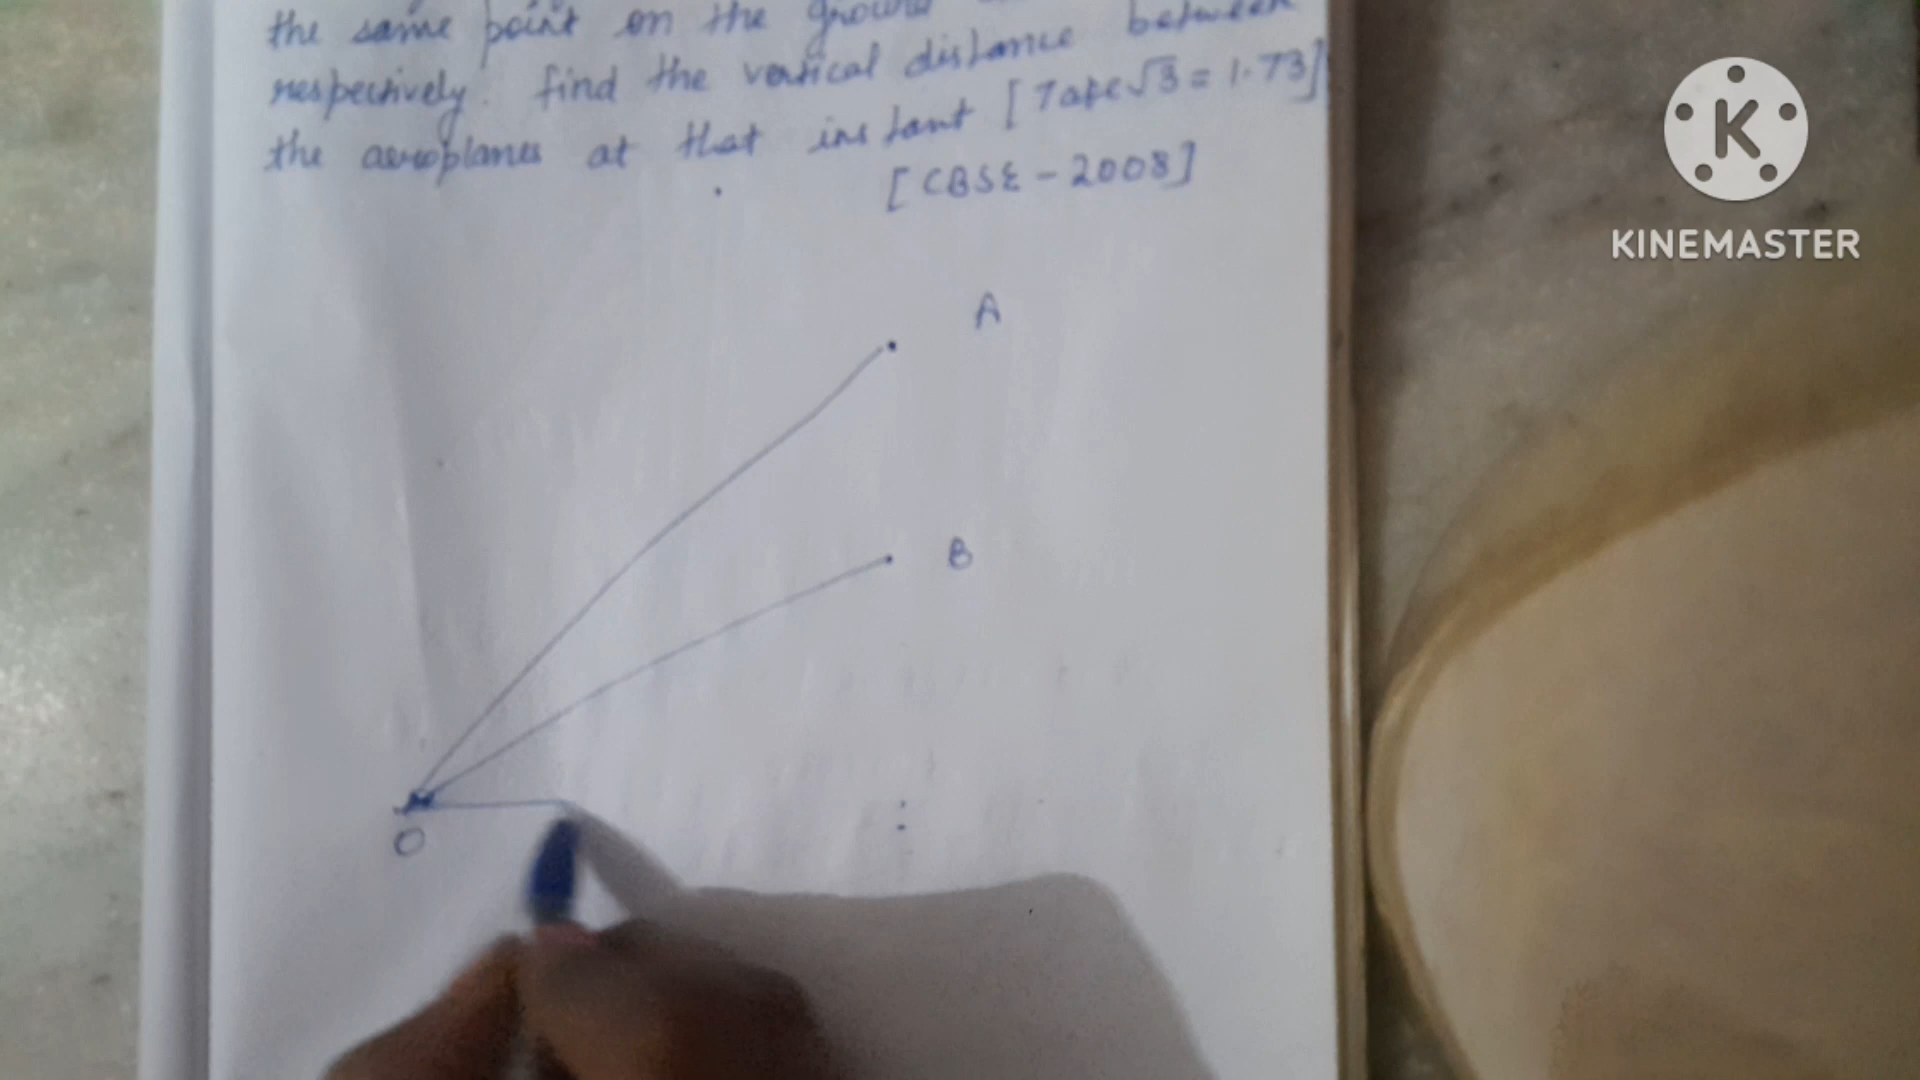 the same point on the ground
respectively. find the vertical distance between
the aeroplanes at that instant [Take √3 = 1.73]
[CBSE - 2008]
A
B
O
K
KINEMASTER